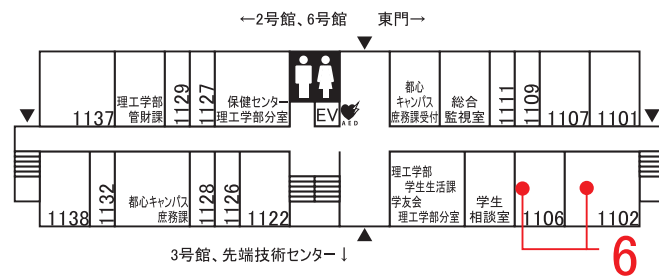 ←2号館、6号館 東門→
1137
理工学部
管財課
1129
1127
保健センター
理工学部分室
EV
AED
都心
キャンパス
庶務課受付
総合
監視室
1111
1109
1107
1101
1138
1132
都心キャンパス
庶務課
1128
1126
1122
理工学部
学生生活課
学友会
理工学部分室
学生
相談室
1106
1102
3号館、先端技術センター↓
6